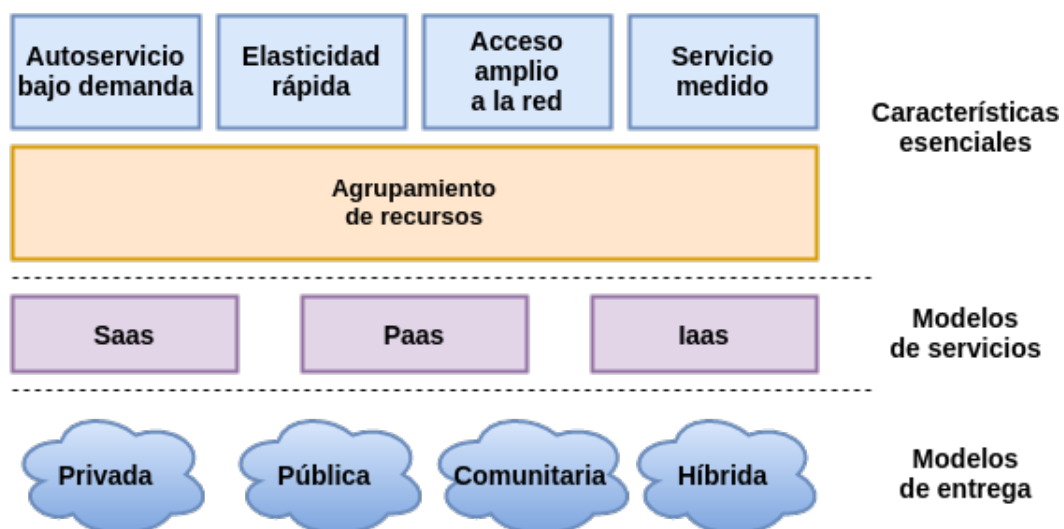 Autoservicio
bajo demanda
Elasticidad
rápida
Acceso
amplio
a la red
Servicio
medido
Características
esenciales
Agrupamiento
de recursos
Saas
Paas
Iaas
Modelos
de servicios
Privada
Pública
Comunitaria
Híbrida
Modelos
de entrega